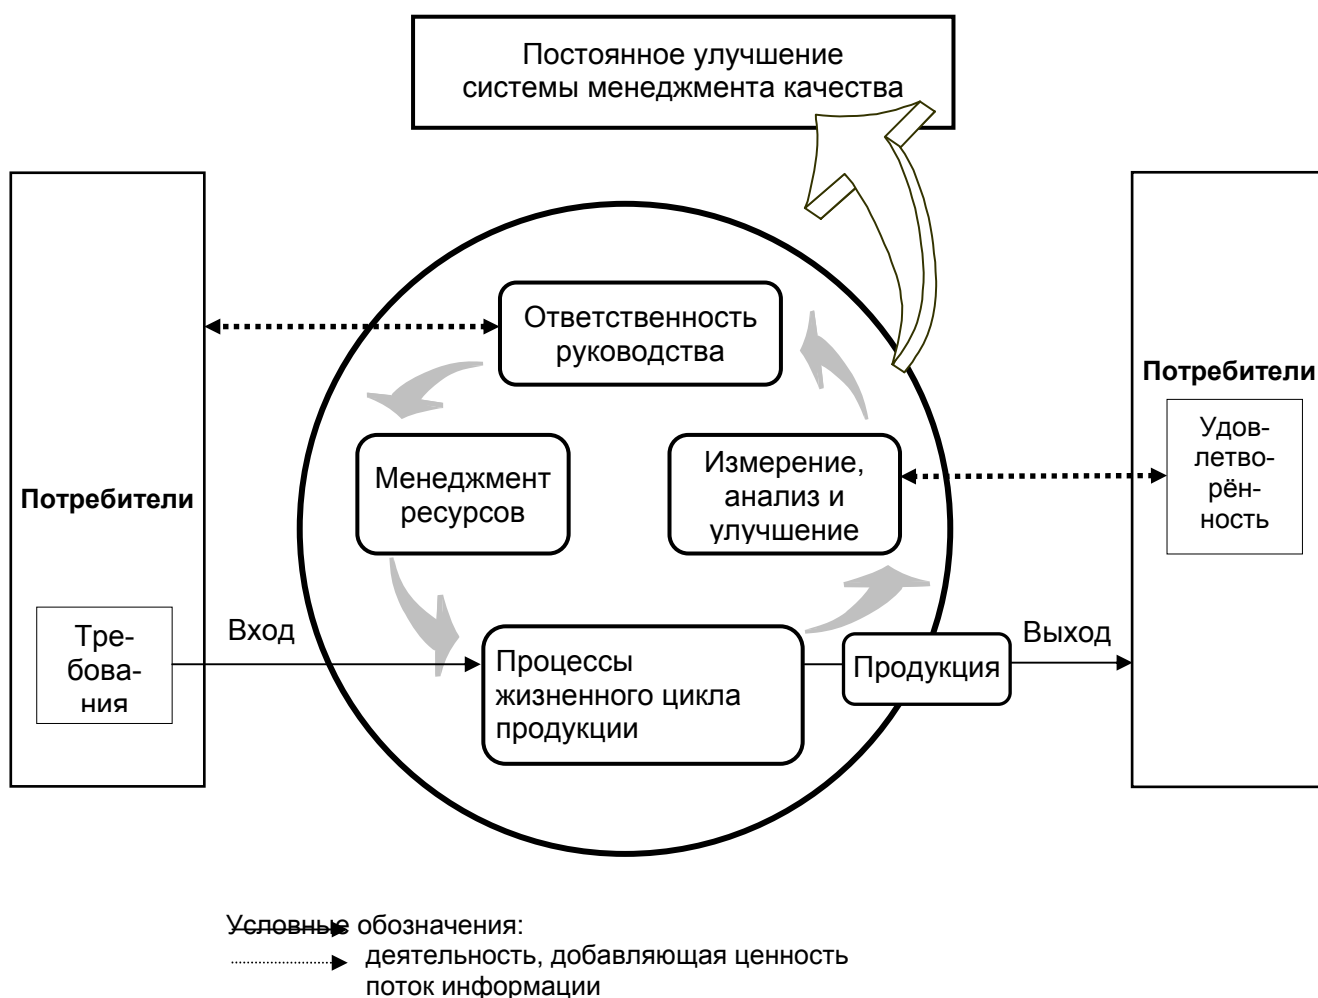 Постоянное улучшение
системы менеджмента качества
Потребители
Тре-
бова-
ния
Вход
Ответственность
руководства
Менеджмент
ресурсов
Измерение,
анализ и
улучшение
Процессы
жизненного цикла
продукции
Продукция
Выход
Потребители
Удов-
летво-
рён-
ность
Условные обозначения:
деятельность, добавляющая ценность
поток информации